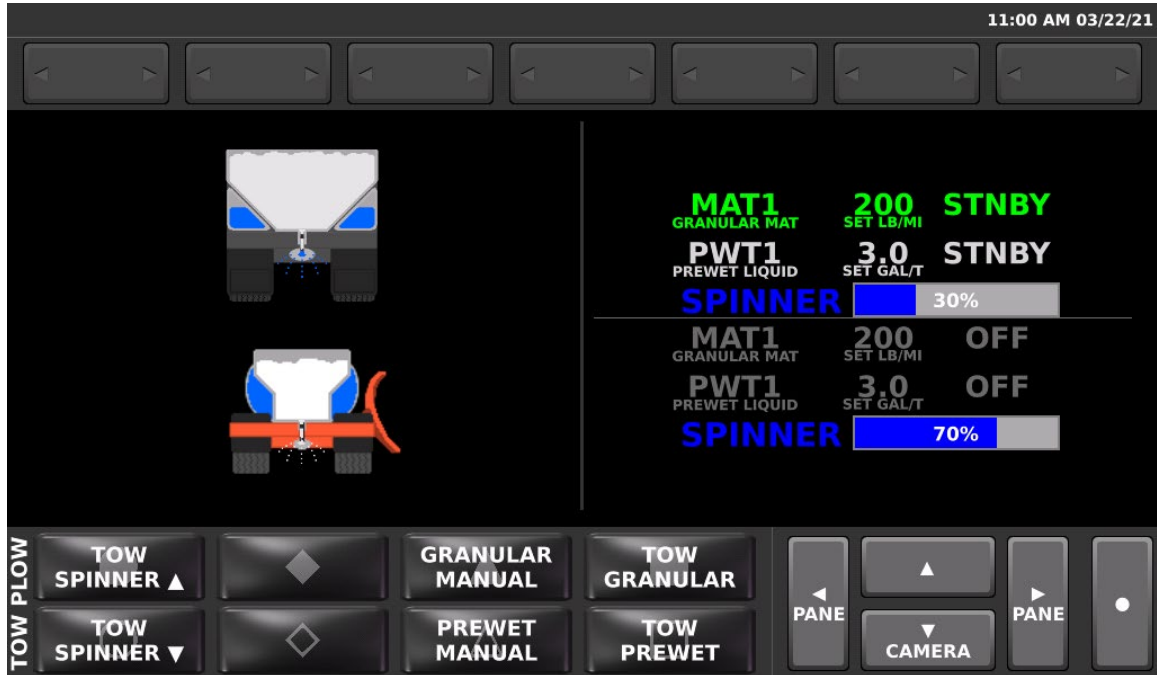 11:00 AM 03/22/21
MAT1 200 STNBY
GRANULAR MAT SET LB/MI
PWT1 3.0 STNBY
PREWET LIQUID SET GAL/T
SPINNER 30%
MAT1 200 OFF
GRANULAR MAT SET LB/MI
PWT1 3.0 OFF
PREWET LIQUID SET GAL/T
SPINNER 70%
TOW PLOW
TOW
SPINNER ▲
GRANULAR
MANUAL
TOW
GRANULAR
TOW
SPINNER ▼
PREWET
MANUAL
TOW
PREWET
PANE
CAMERA
PANE